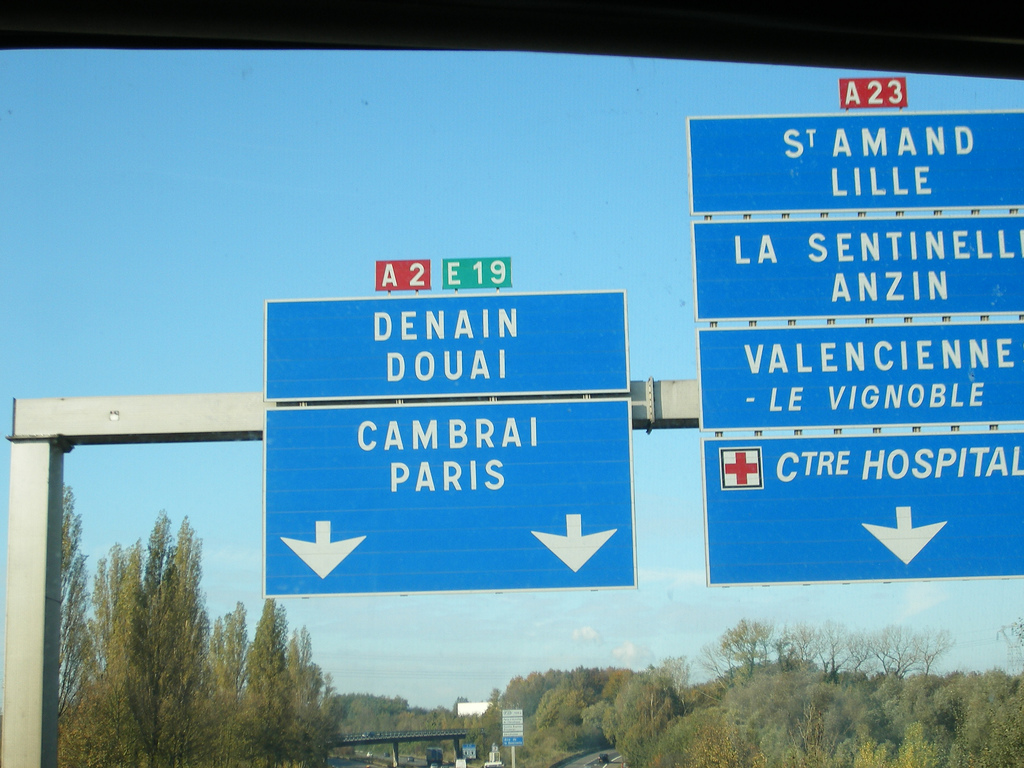 A 2 E 19
DENAIN
DOUAI
CAMBRAI
PARIS
A 23
ST AMAND
LILLE
LA SENTINELL
ANZIN
VALENCIENNE
- LE VIGNOBLE
CTRE HOSPITAL